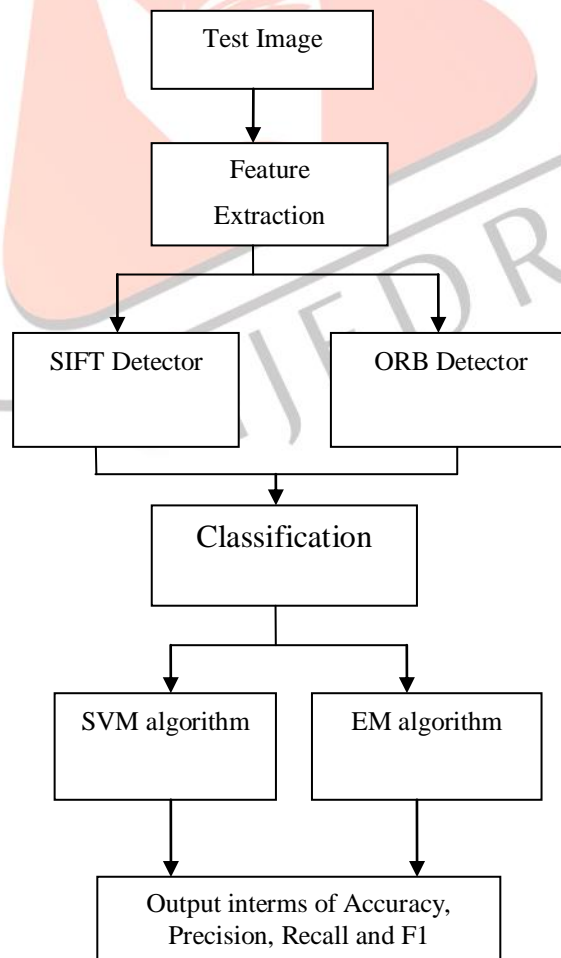 Test Image
Feature
Extraction
SIFT Detector
ORB Detector
IJEDR
Classification
SVM algorithm
EM algorithm
Output interms of Accuracy,
Precision, Recall and F1